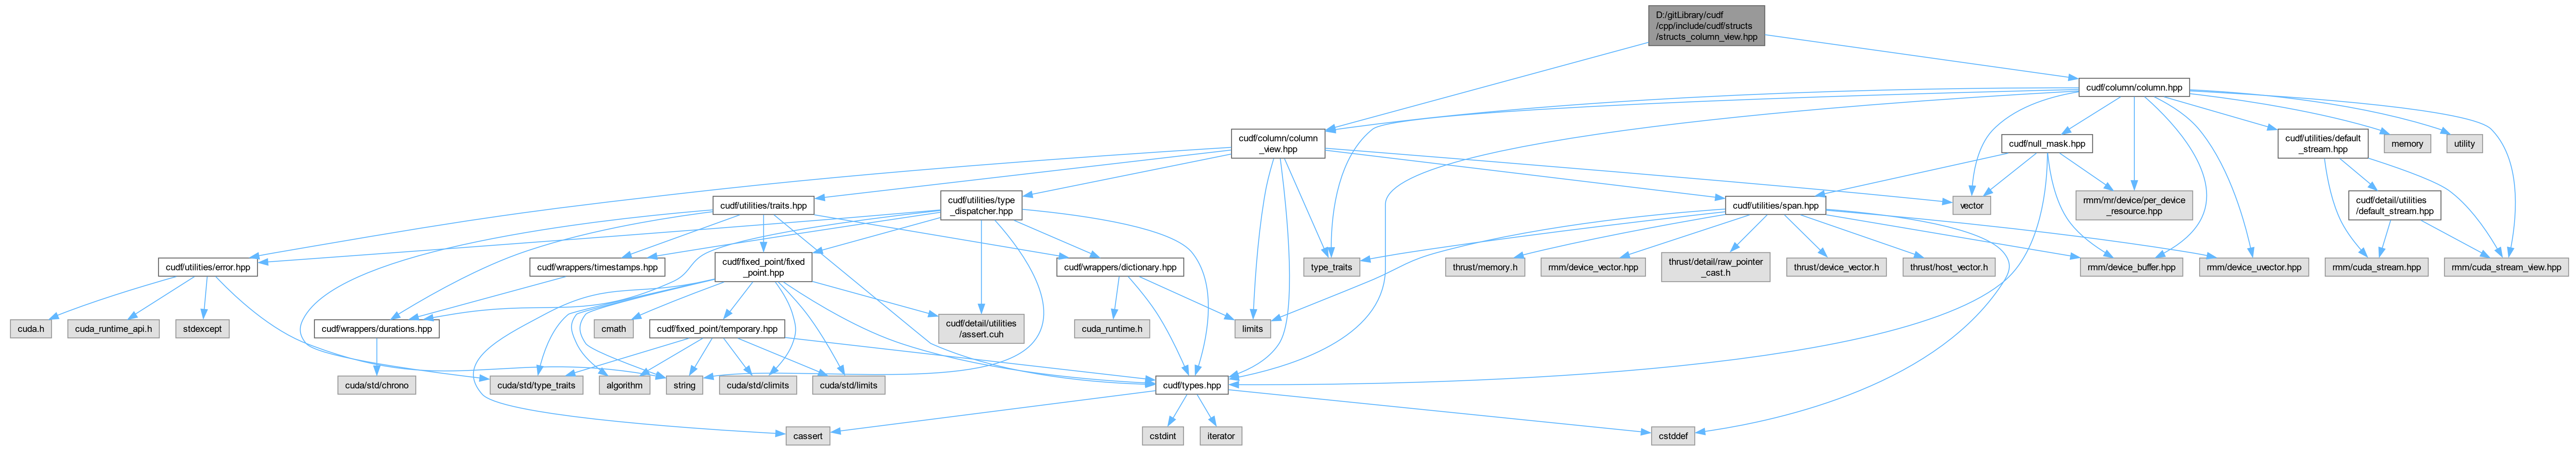 D:/gitLibrary/cudf
/cpp/include/cudf/structs
/structs_column_view.hpp
cudf/column/column.hpp
cudf/column/column
_view.hpp
cudf/null_mask.hpp
cudf/utilities/default
_stream.hpp
memory
utility
cudf/utilities/traits.hpp
cudf/utilities/type
_dispatcher.hpp
cudf/utilities/span.hpp
vector
rmm/mr/device/per_device
_resource.hpp
cudf/detail/utilities
/default_stream.hpp
cudf/utilities/error.hpp
cudf/wrappers/timestamps.hpp
cudf/fixed_point/fixed
_point.hpp
cudf/wrappers/dictionary.hpp
type_traits
thrust/memory.h
rmm/device_vector.hpp
thrust/detail/raw_pointer
_cast.h
thrust/device_vector.h
thrust/host_vector.h
rmm/device_buffer.hpp
rmm/device_uvector.hpp
rmm/cuda_stream.hpp
rmm/cuda_stream_view.hpp
cuda.h
cuda_runtime_api.h
stdexcept
cudf/wrappers/durations.hpp
cmath
cudf/fixed_point/temporary.hpp
cudf/detail/utilities
/assert.cuh
cuda_runtime.h
limits
cuda/std/chrono
cuda/std/type_traits
algorithm
string
cuda/std/climits
cuda/std/limits
cudf/types.hpp
cassert
cstdint
iterator
cstddef